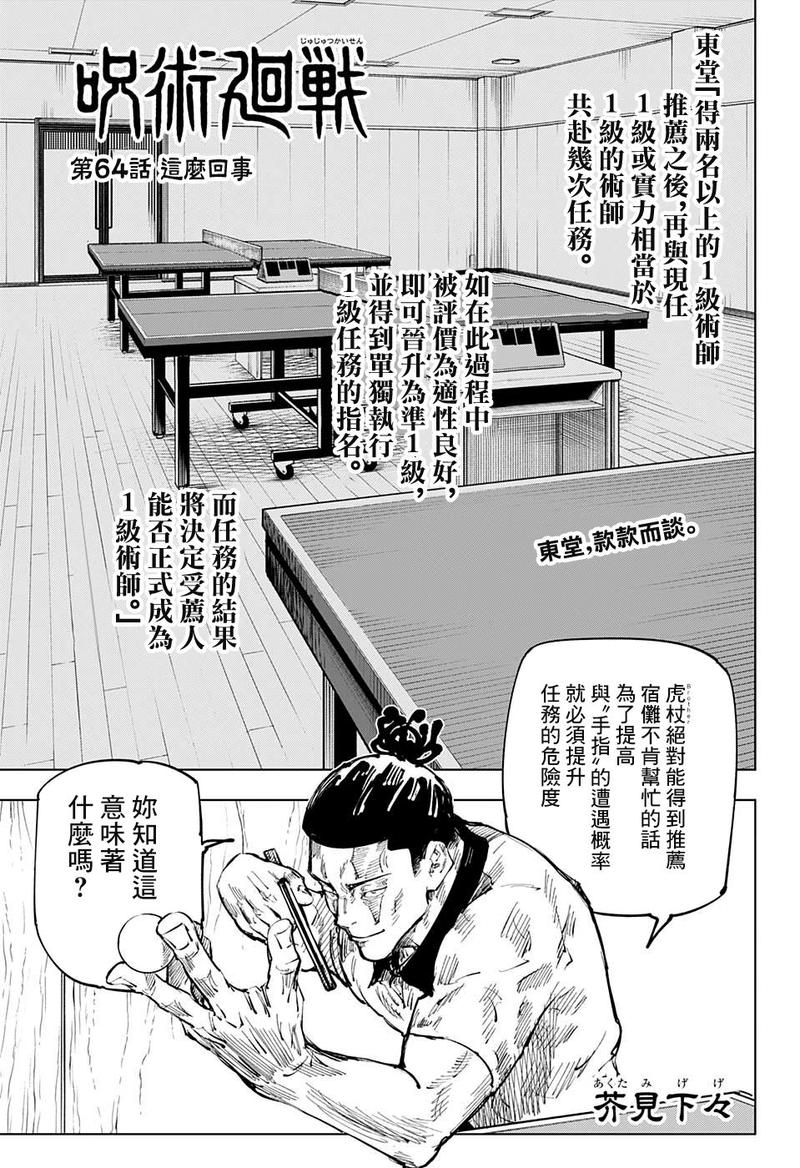 じゅじゅつかいせん
呪術廻戦
第64話 這麼回事
東堂「得兩名以上的1級術師
推薦之後，再與現任
1級或實力相當於
1級的術師
共赴幾次任務。
如在此過程中
被評價為適性良好，
即可晉升為準1級，
並得到單獨執行
1級任務的指名。
而任務的結果
將決定受薦人
能否正式成為
1級術師。」
東堂，款款而談。
Brother
虎杖絕對能得到推薦
宿儺不肯幫忙的話
為了提高
與〝手指〞的遭遇概率
就必須提升
任務的危險度
妳知道這
意味著
什麼嗎？
あくたみげげ
芥見下々